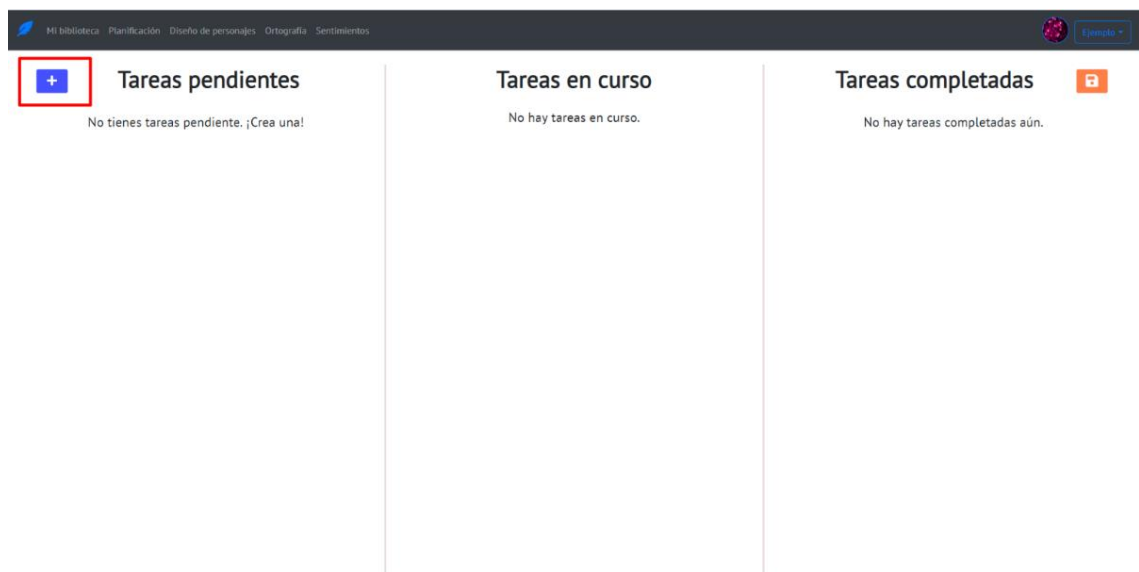 Mi biblioteca Planificación Diseño de personajes Ortografía Sentimientos
Ejemplo
+ Tareas pendientes
No tienes tareas pendiente. ¡Crea una!
Tareas en curso
No hay tareas en curso.
Tareas completadas
No hay tareas completadas aún.